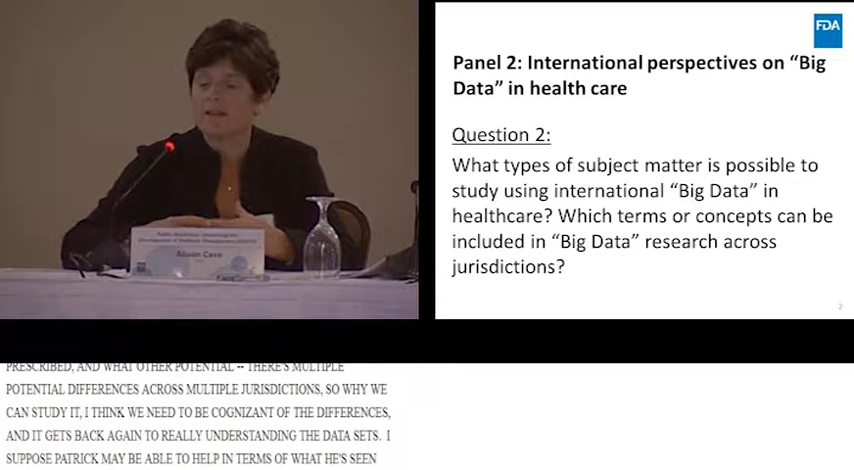 FDA
Panel 2: International perspectives on “Big
Data” in health care
Question 2:
What types of subject matter is possible to
study using international “Big Data” in
healthcare? Which terms or concepts can be
included in “Big Data” research across
jurisdictions?
2
Alison Cave
PRESCRIBED, AND WHAT OTHER POTENTIAL -- THERE'S MULTIPLE
POTENTIAL DIFFERENCES ACROSS MULTIPLE JURISDICTIONS, SO WHY WE
CAN STUDY IT, I THINK WE NEED TO BE COGNIZANT OF THE DIFFERENCES,
AND IT GETS BACK AGAIN TO REALLY UNDERSTANDING THE DATA SETS. I
SUPPOSE PATRICK MAY BE ABLE TO HELP IN TERMS OF WHAT HE'S SEEN